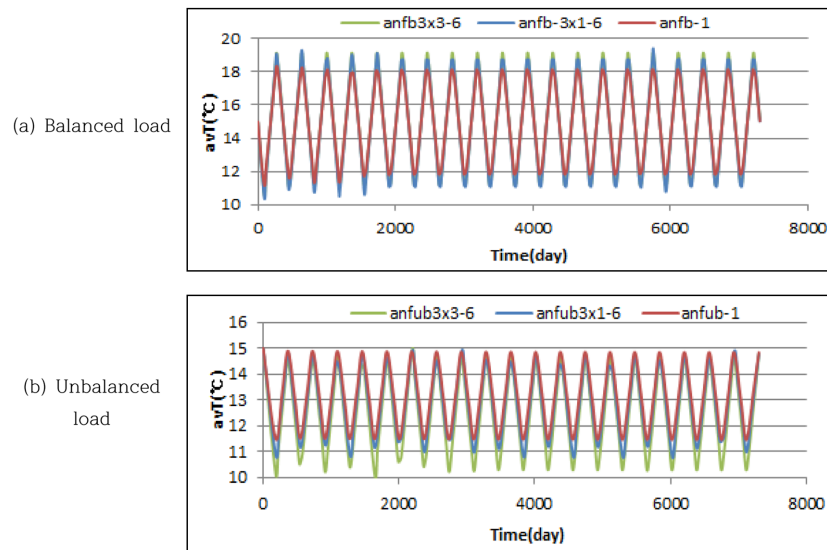 (a) Balanced load
anfb3x3-6 anfb-3x1-6 anfb-1
avT(℃)
20
18
16
14
12
10
0 2000 4000 6000 8000
Time(day)
(b) Unbalanced
load
anfub3x3-6 anfub3x1-6 anfub-1
avT(℃)
16
15
14
13
12
11
10
0 2000 4000 6000 8000
Time(day)